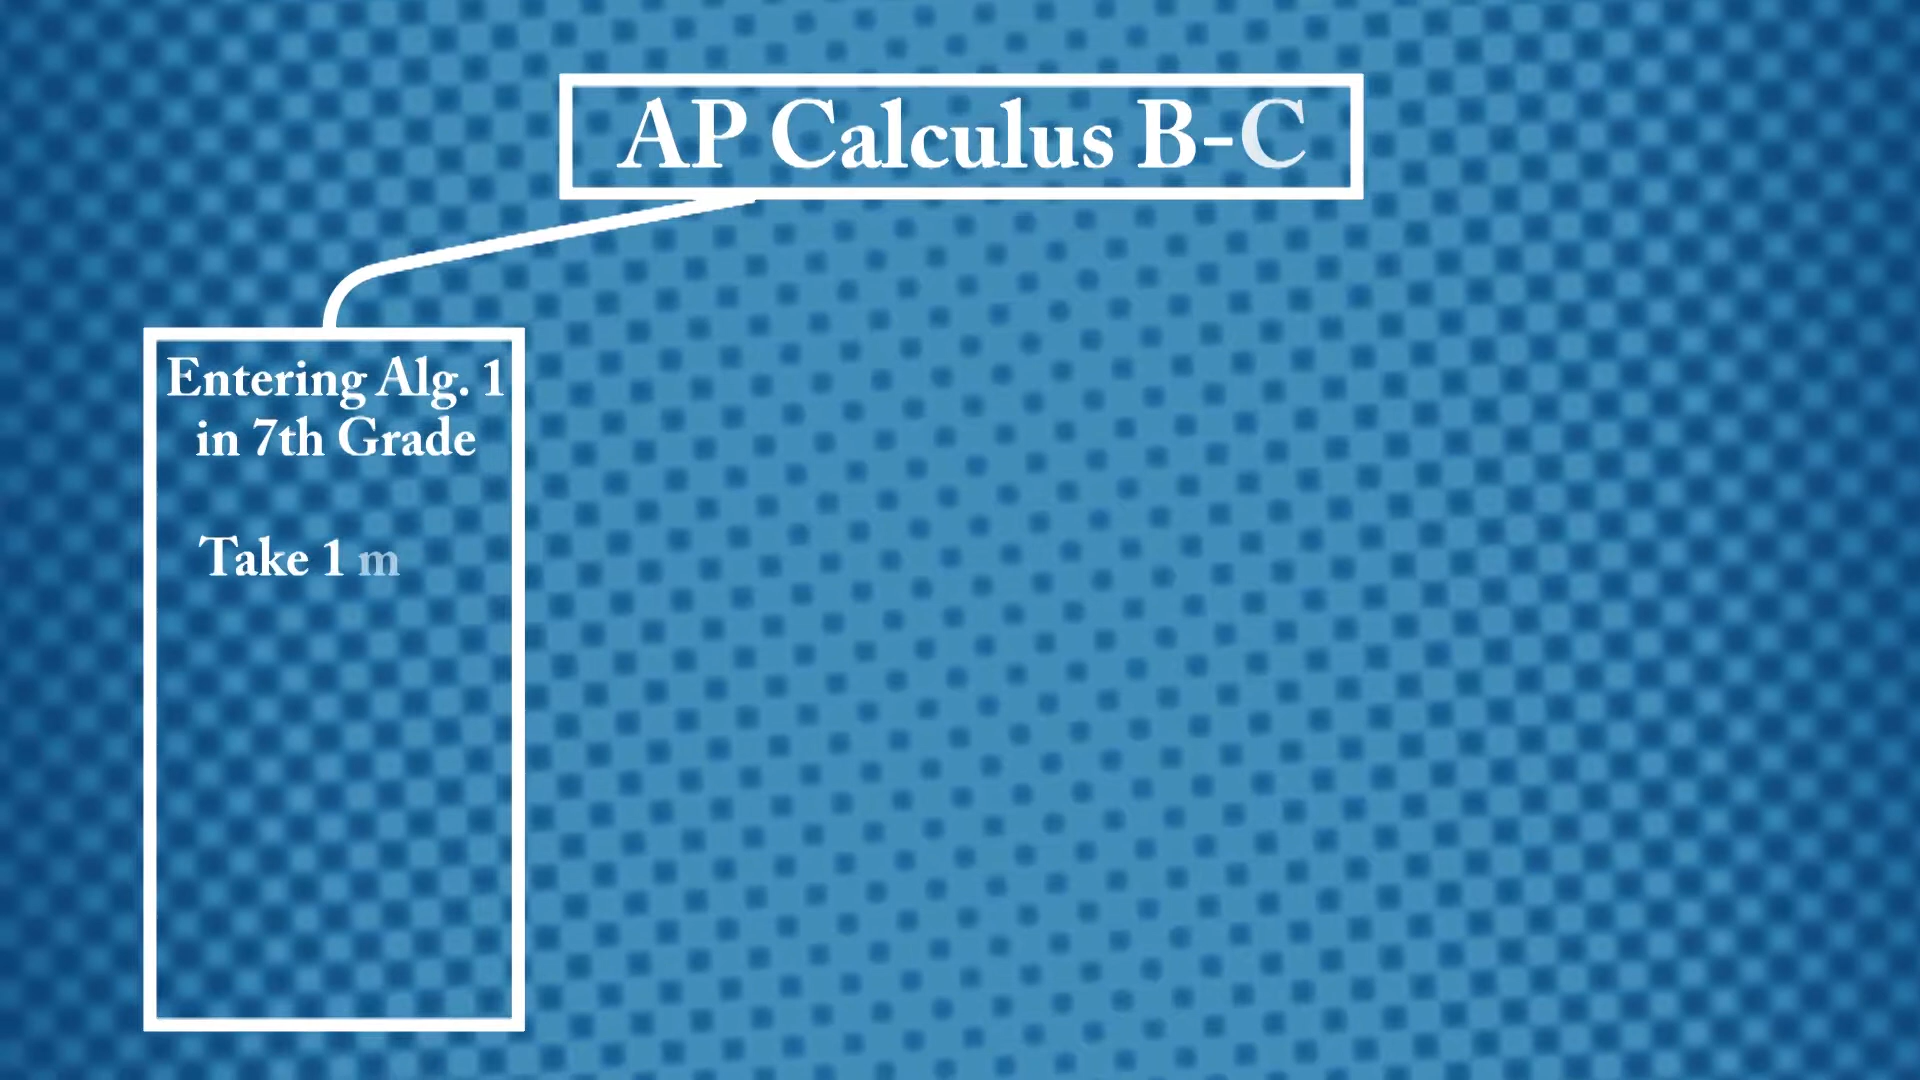 AP Calculus B-C
Entering Alg. 1
in 7th Grade
Take 1 m